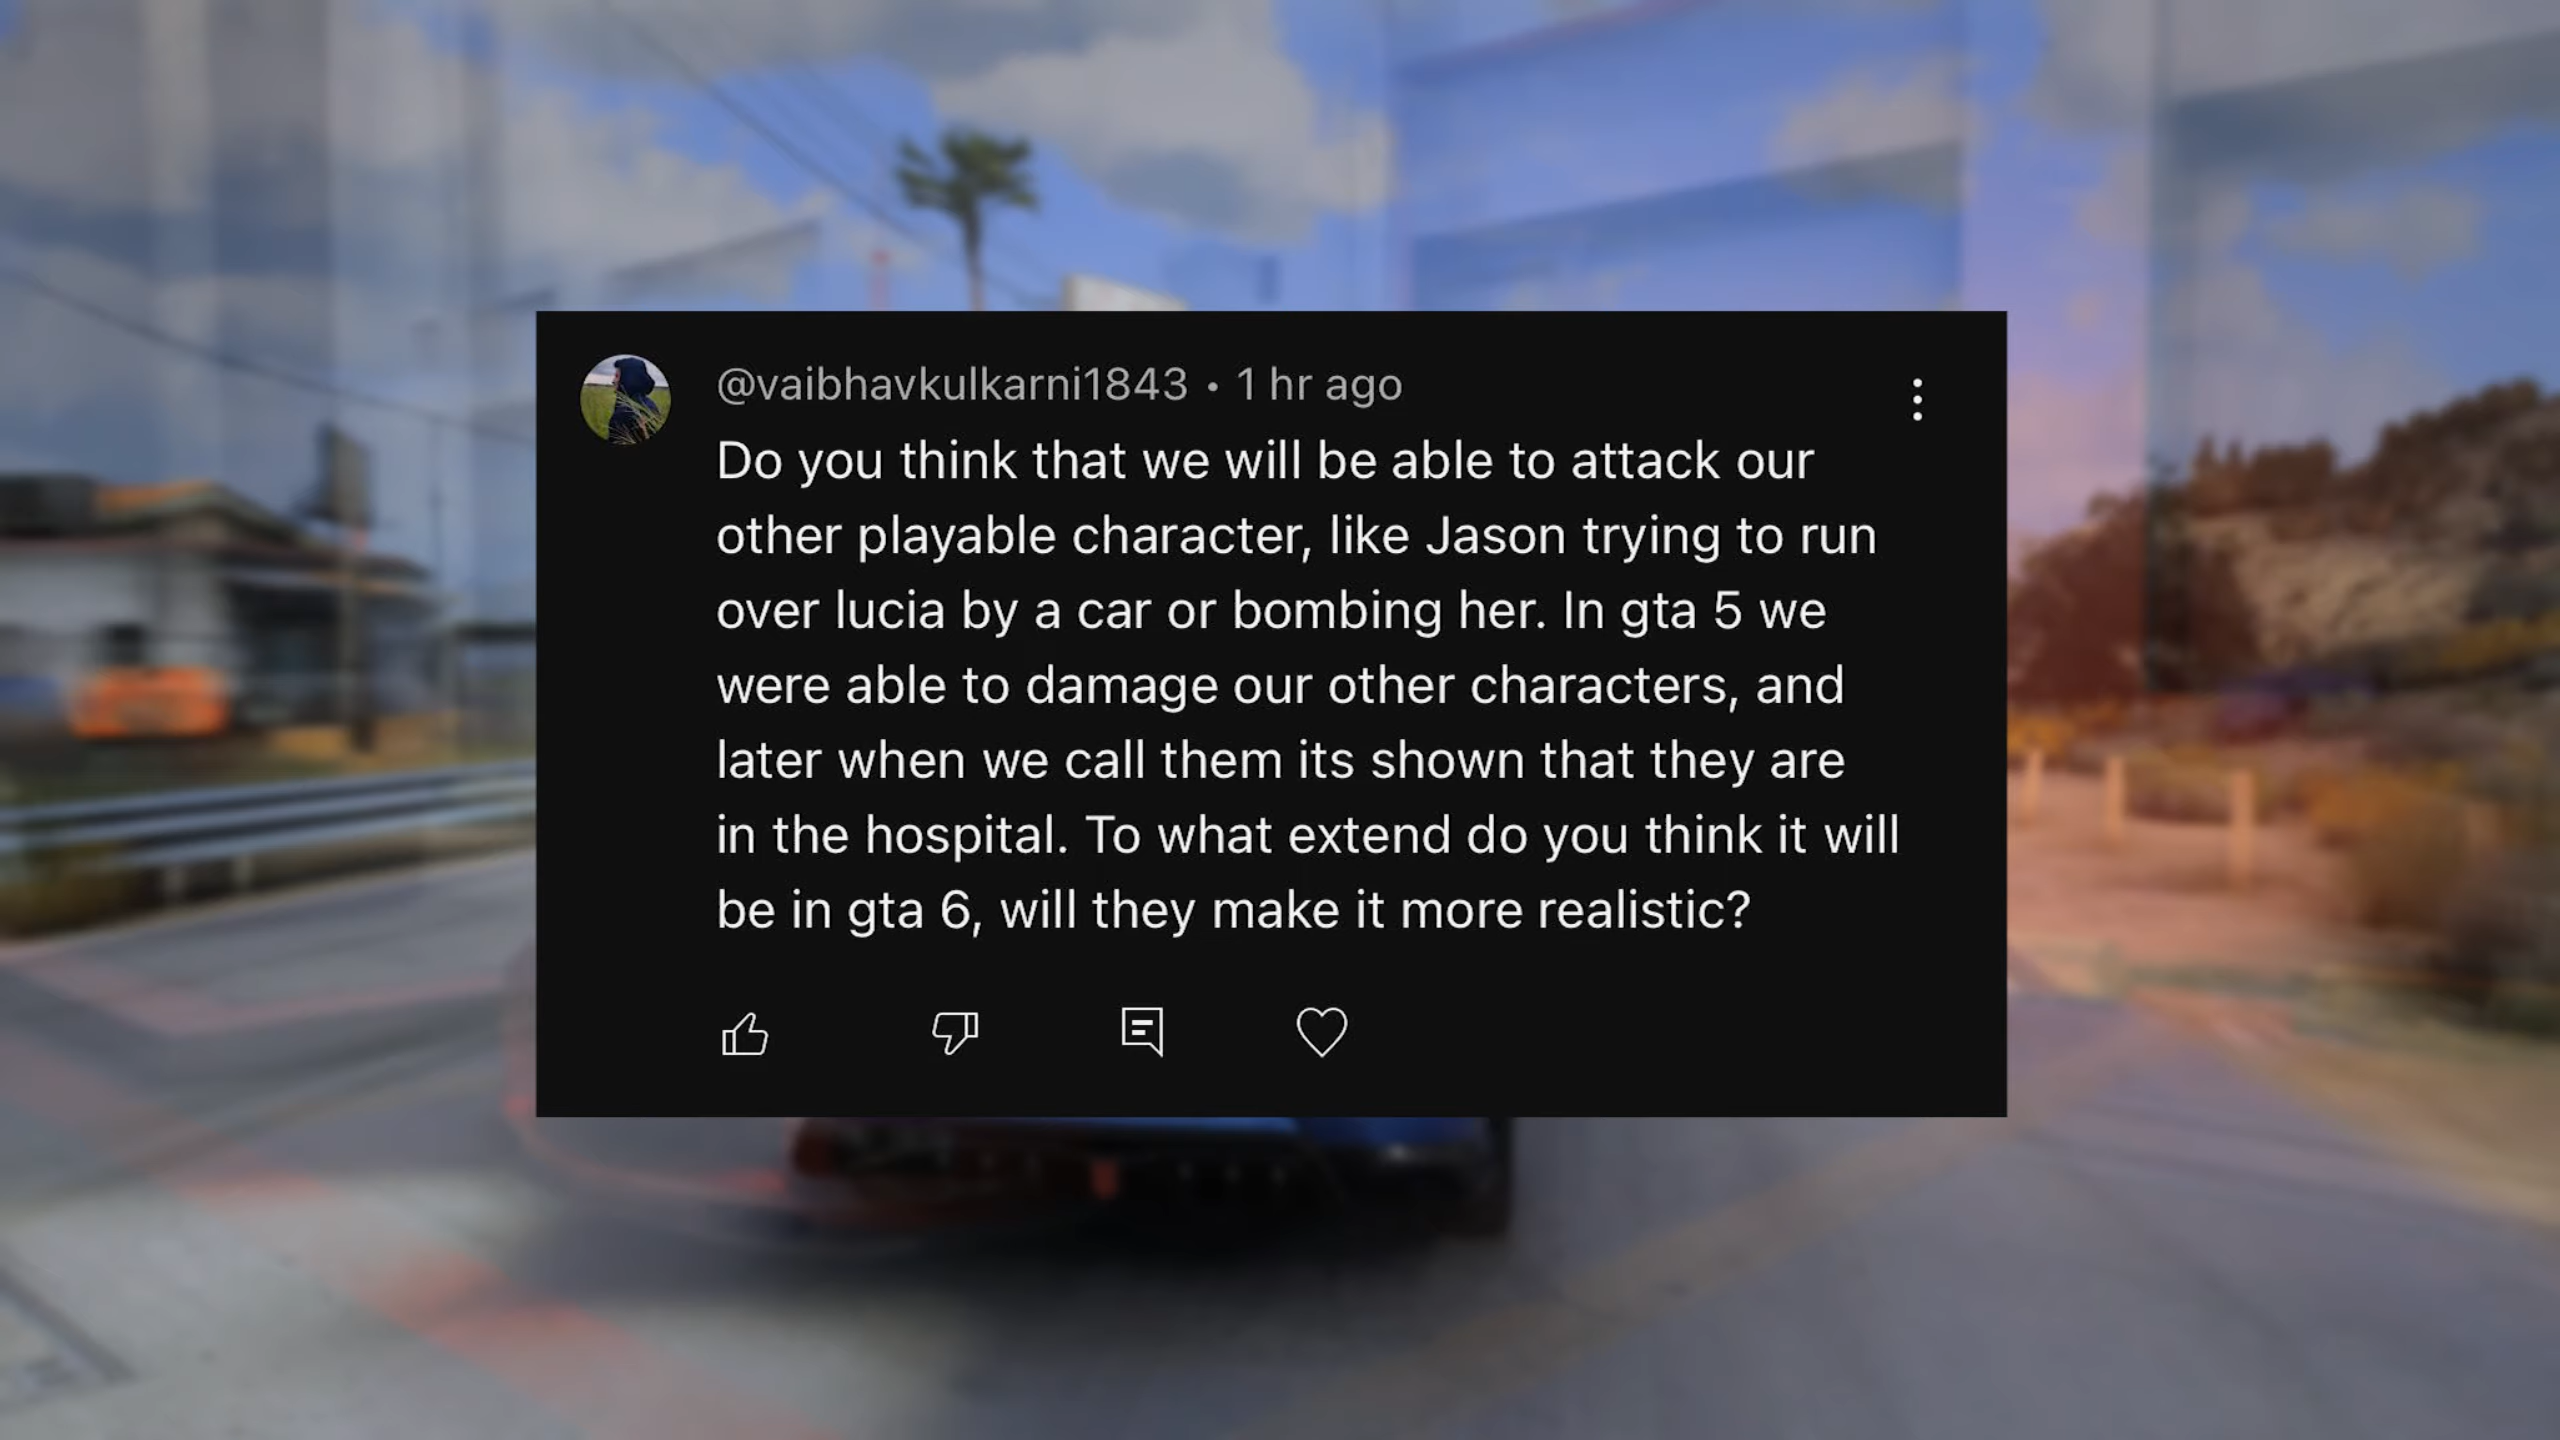 @vaibhavkulkarni1843 • 1 hr ago
Do you think that we will be able to attack our
other playable character, like Jason trying to run
over lucia by a car or bombing her. In gta 5 we
were able to damage our other characters, and
later when we call them its shown that they are
in the hospital. To what extend do you think it will
be in gta 6, will they make it more realistic?